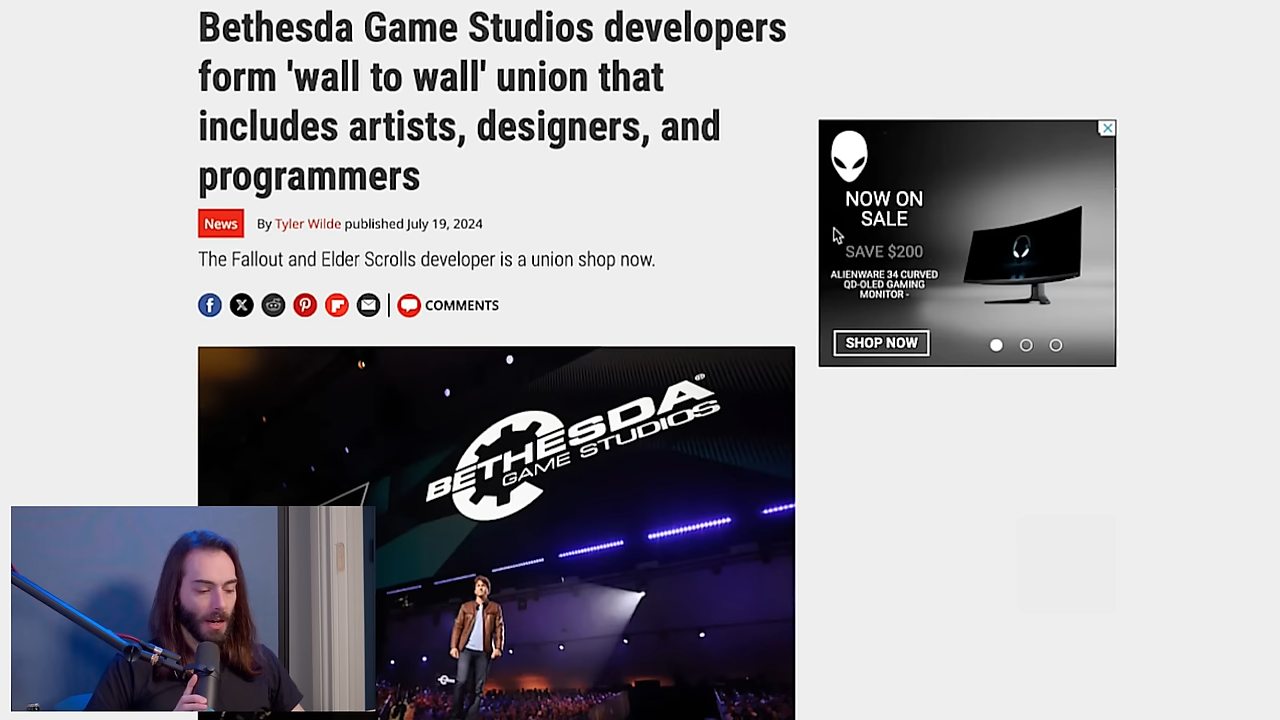 Bethesda Game Studios developers
form 'wall to wall' union that
includes artists, designers, and
programmers
News By Tyler Wilde published July 19, 2024
The Fallout and Elder Scrolls developer is a union shop now.
COMMENTS
NOW ON
SALE
SAVE $200
ALIENWARE 34 CURVED
QD-OLED GAMING
MONITOR -
SHOP NOW
BETHESDA®
GAME STUDIOS